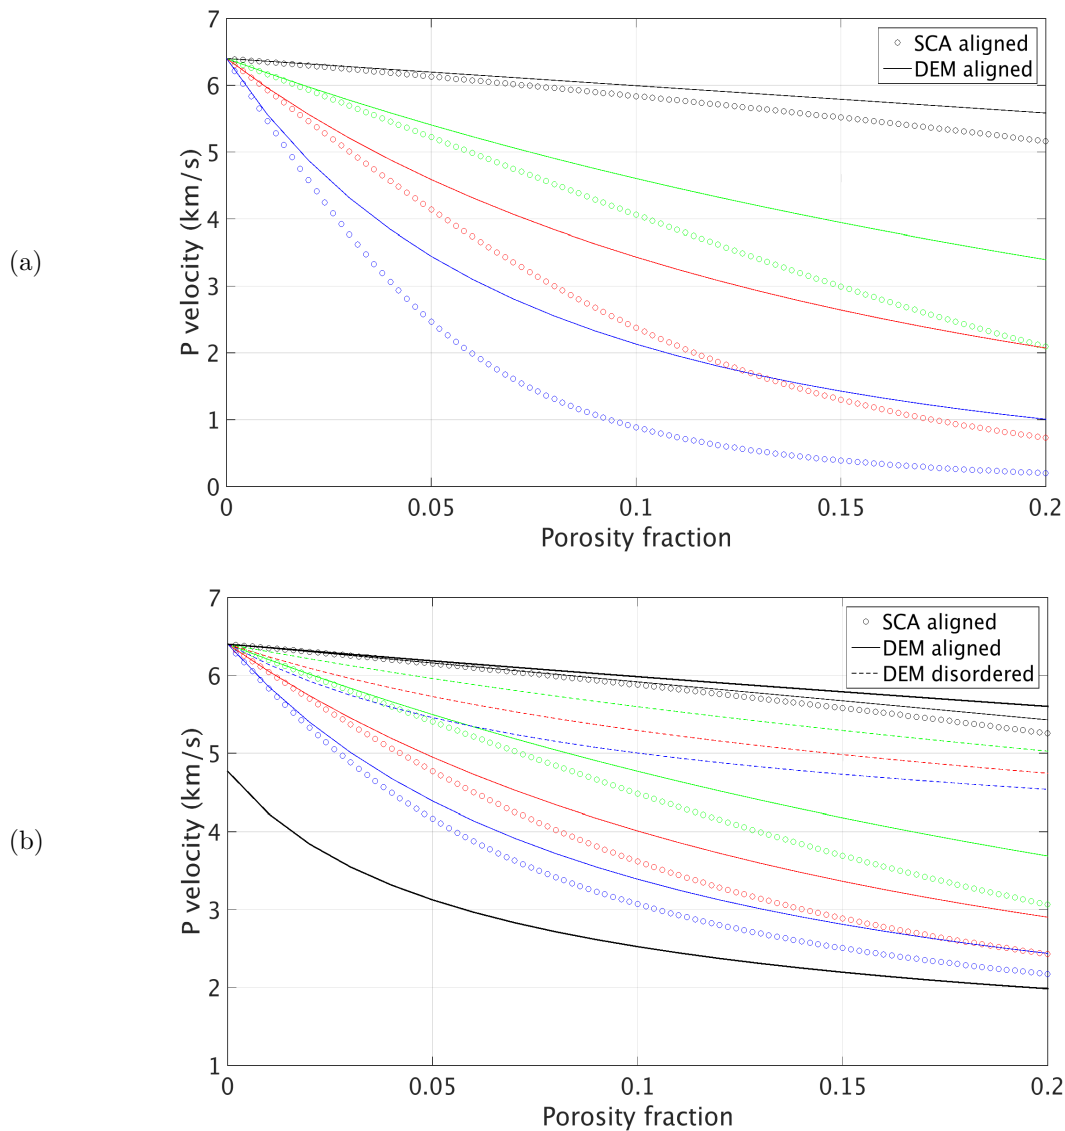 (a)
P velocity (km/s)
7
6
5
4
3
2
1
0
SCA aligned
DEM aligned
0 0.05 0.1 0.15 0.2
Porosity fraction
(b)
P velocity (km/s)
7
6
5
4
3
2
1
SCA aligned
DEM aligned
DEM disordered
0 0.05 0.1 0.15 0.2
Porosity fraction